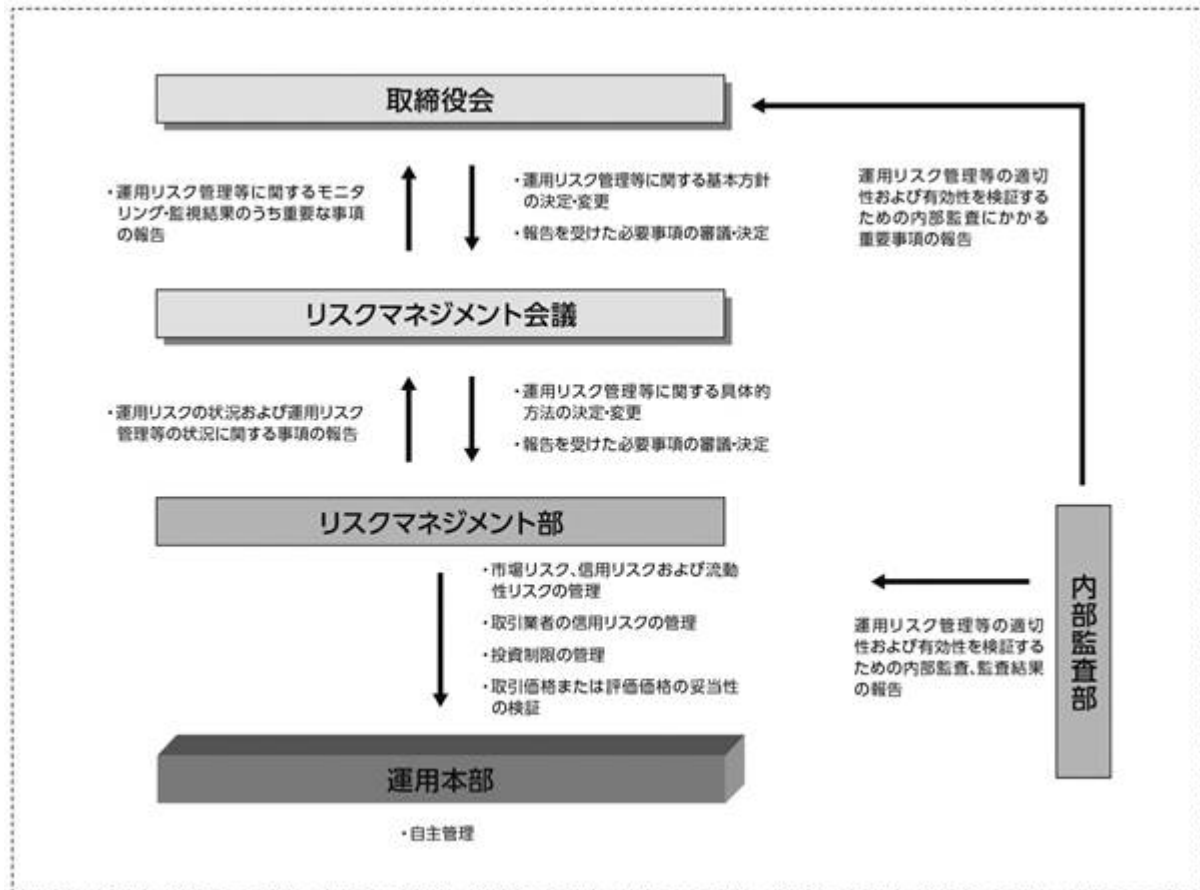 取締役会
・運用リスク管理等に関するモニタ
リング・監視結果のうち重要な事項
の報告
・運用リスク管理等に関する基本方針
の決定・変更
・報告を受けた必要事項の審議・決定
運用リスク管理等の適切
性および有効性を検証する
ための内部監査にかかる
重要事項の報告
リスクマネジメント会議
・運用リスクの状況および運用リスク
管理等の状況に関する事項の報告
・運用リスク管理等に関する具体的
方法の決定・変更
・報告を受けた必要事項の審議・決定
リスクマネジメント部
・市場リスク、信用リスクおよび流動
性リスクの管理
・取引業者の信用リスクの管理
・投資制限の管理
・取引価格または評価価格の妥当性
の検証
運用リスク管理等の適切
性および有効性を検証する
ための内部監査、監査結果
の報告
内部監査部
運用本部
・自主管理